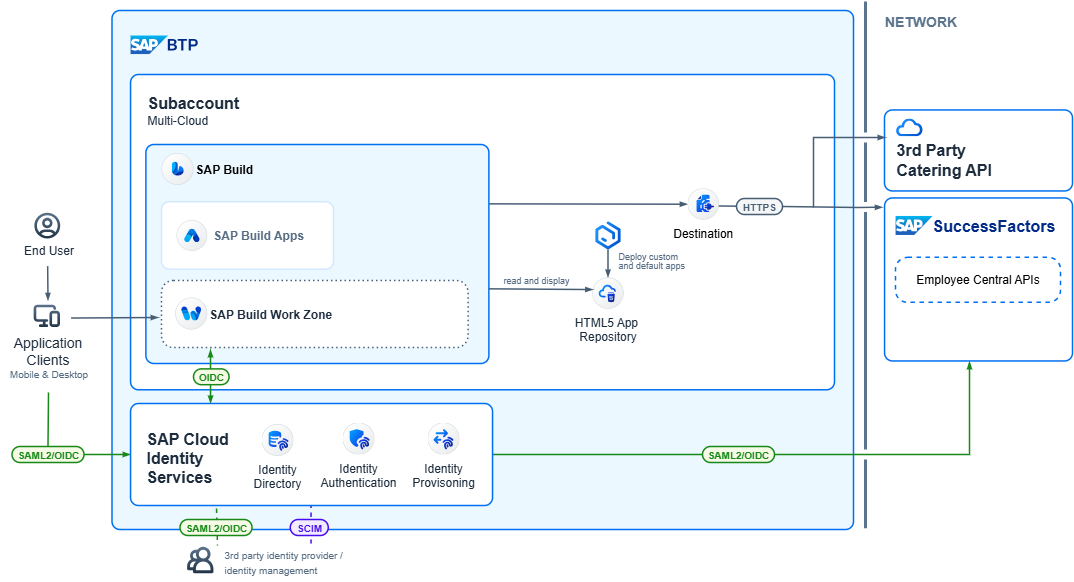 NETWORK
SAP BTP
Subaccount
Multi-Cloud
SAP Build
SAP Build Apps
SAP Build Work Zone
End User
Application
Clients
Mobile & Desktop
Destination
HTTPS
Deploy custom
and default apps
read and display
HTML5 App
Repository
3rd Party
Catering API
SAP SuccessFactors
Employee Central APIs
OIDC
SAML2/OIDC
SAP Cloud
Identity
Services
Identity
Directory
Identity
Authentication
Identity
Provisoning
SAML2/OIDC
SAML2/OIDC
SCIM
3rd party identity provider /
identity management